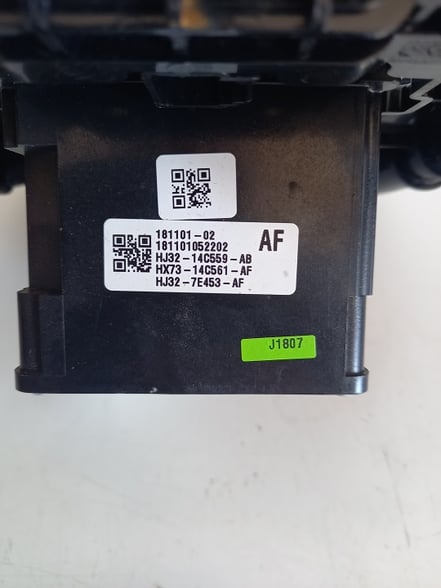 181101-02
181101052202
AF
HJ32-14C559-AB
HX73-14C561-AF
HJ32-7E453-AF
J1807